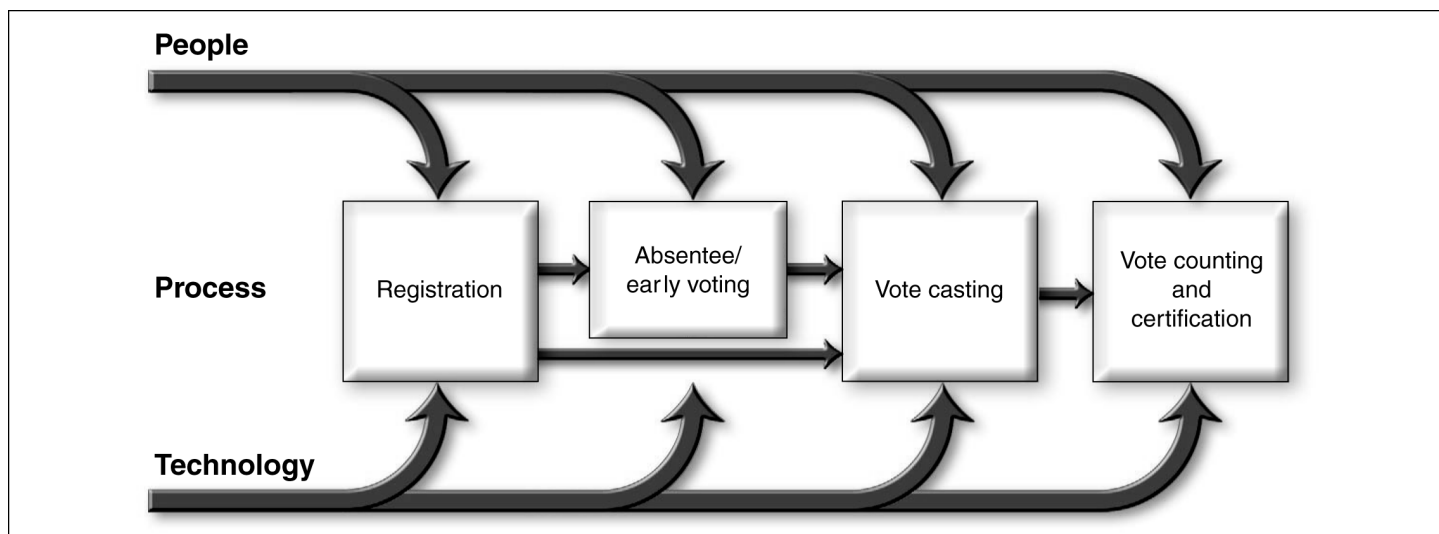 People
Process
Registration
Absentee/
early voting
Vote casting
Vote counting
and
certification
Technology